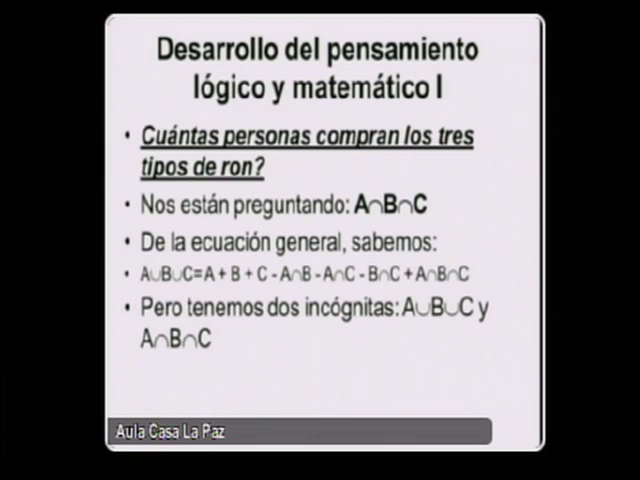 Desarrollo del pensamiento
lógico y matemático I
• Cuántas personas compran los tres
tipos de ron?
• Nos están preguntando: A∩B∩C
• De la ecuación general, sabemos:
• A∪B∪C=A + B + C - A∩B - A∩C - B∩C + A∩B∩C
• Pero tenemos dos incógnitas: A∪B∪C y
A∩B∩C
Aula Casa La Paz